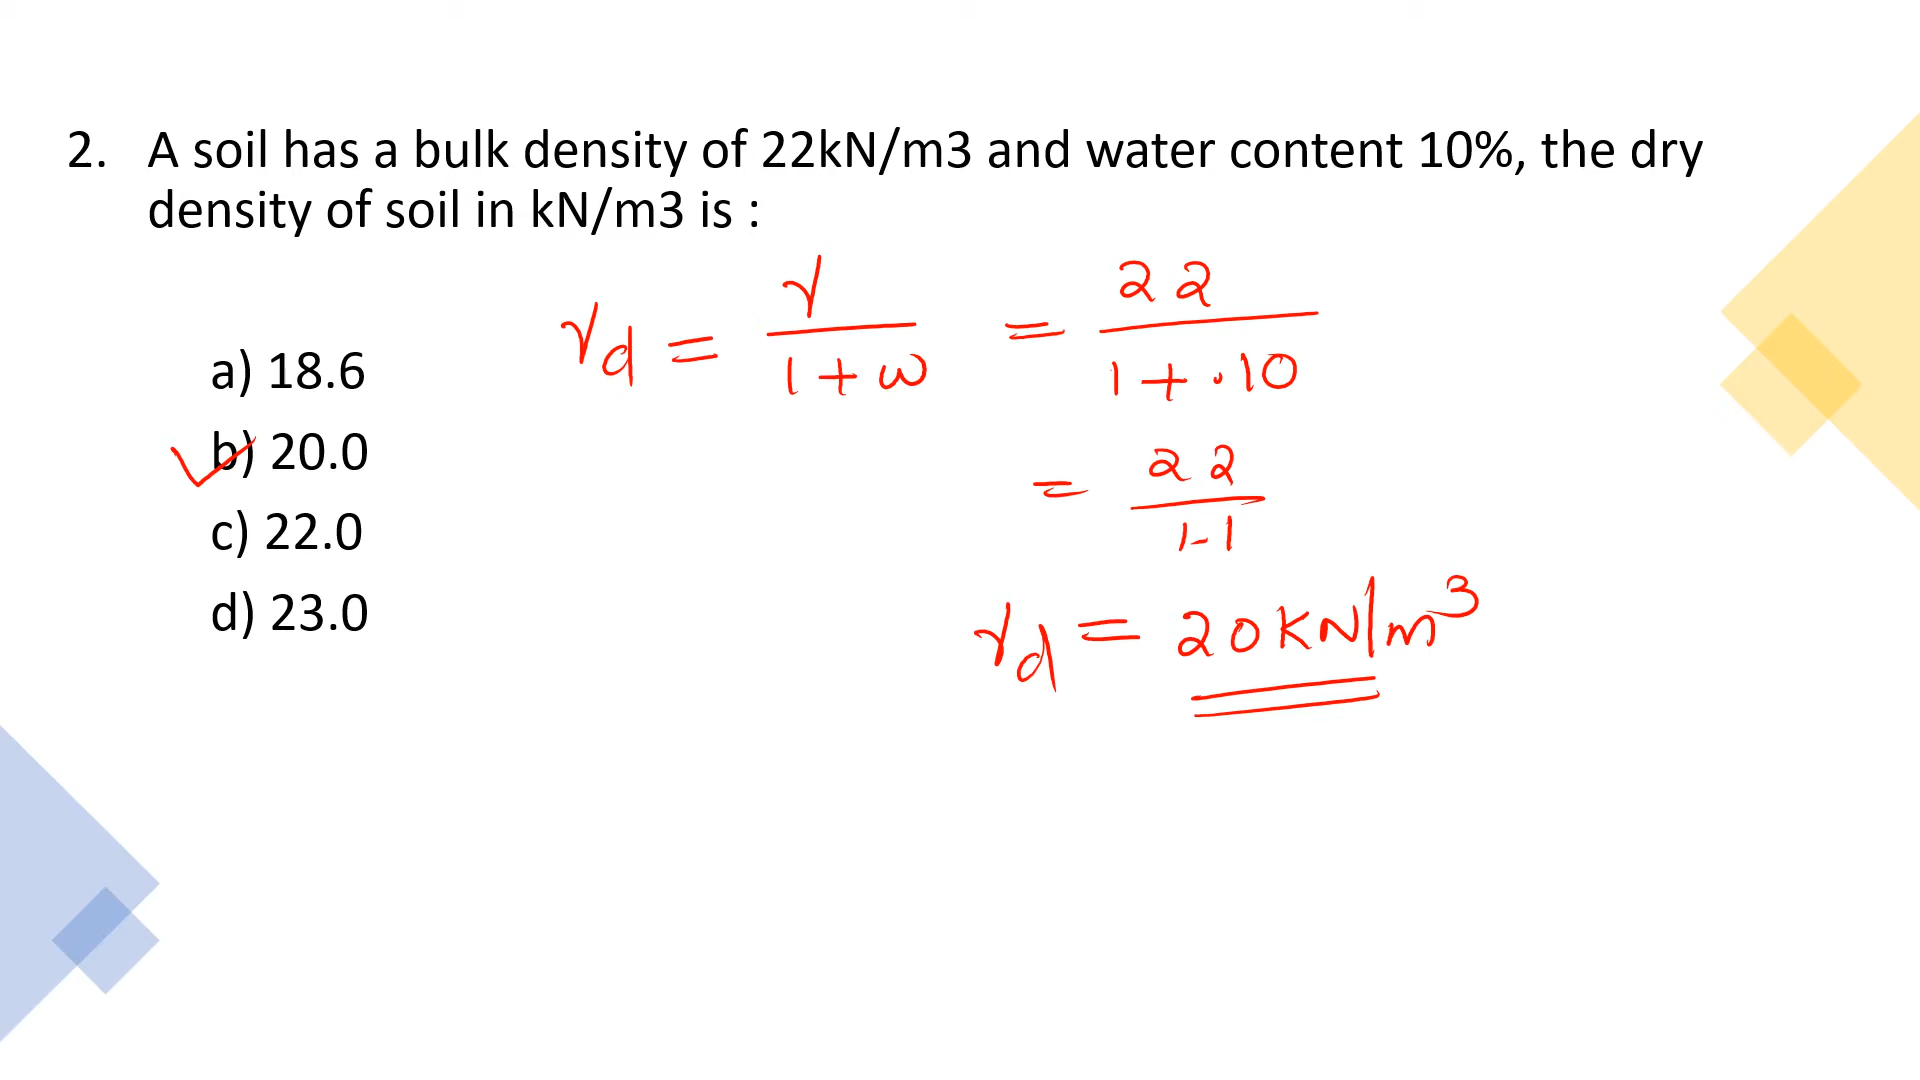 2. A soil has a bulk density of 22kN/m3 and water content 10%, the dry
density of soil in kN/m3 is :
a) 18.6
b) 20.0
c) 22.0
d) 23.0
γd = γ / 1+ω = 22 / 1+.10
= 22 / 1.1
γd = 20KN/m³